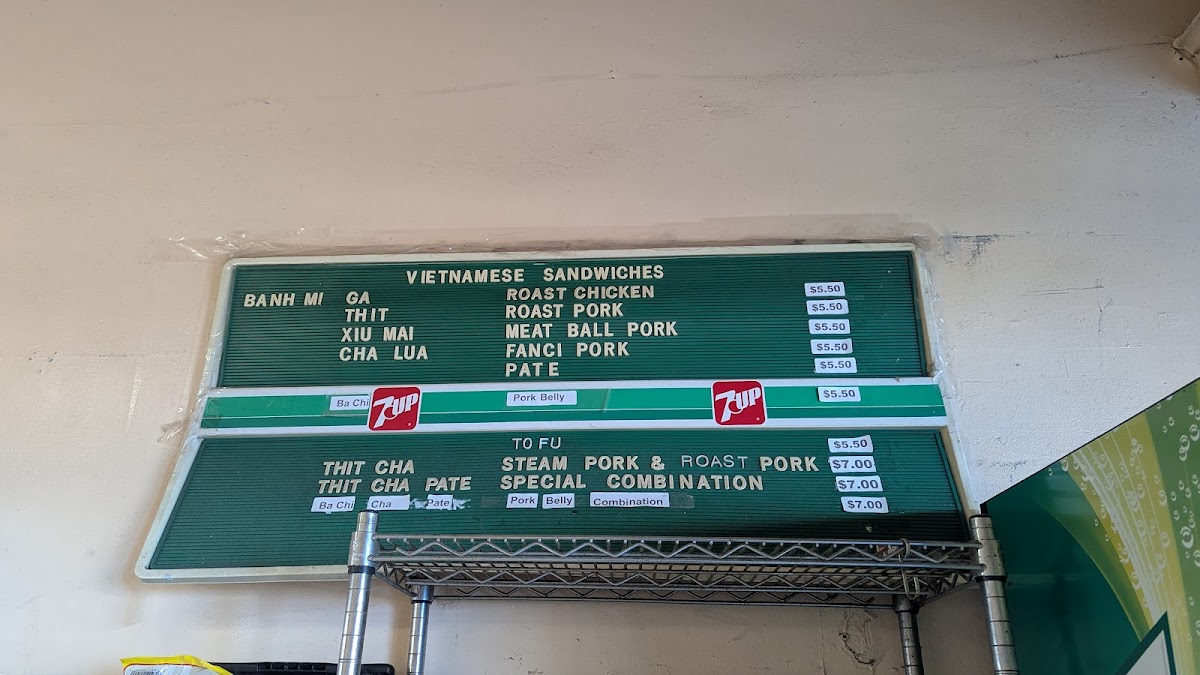 VIETNAMESE SANDWICHES
BANH MI GA ROAST CHICKEN $5.50
THIT ROAST PORK $5.50
XIU MAI MEAT BALL PORK $5.50
CHA LUA FANCI PORK $5.50
PATE $5.50
Ba Chi 7UP Pork Belly 7UP $5.50
TO FU $5.50
THIT CHA STEAM PORK & ROAST PORK $7.00
THIT CHA PATE SPECIAL COMBINATION $7.00
Ba Chi Cha Pate Pork Belly Combination $7.00